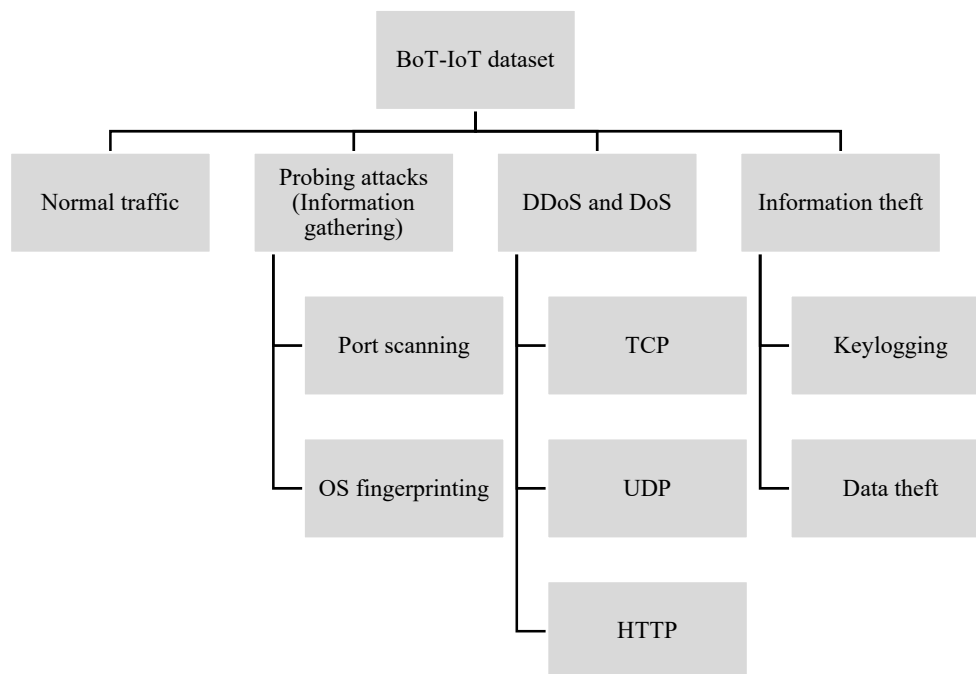 BoT-IoT dataset
Normal traffic
Probing attacks
(Information
gathering)
DDoS and DoS
Information theft
Port scanning
TCP
Keylogging
OS fingerprinting
UDP
Data theft
HTTP